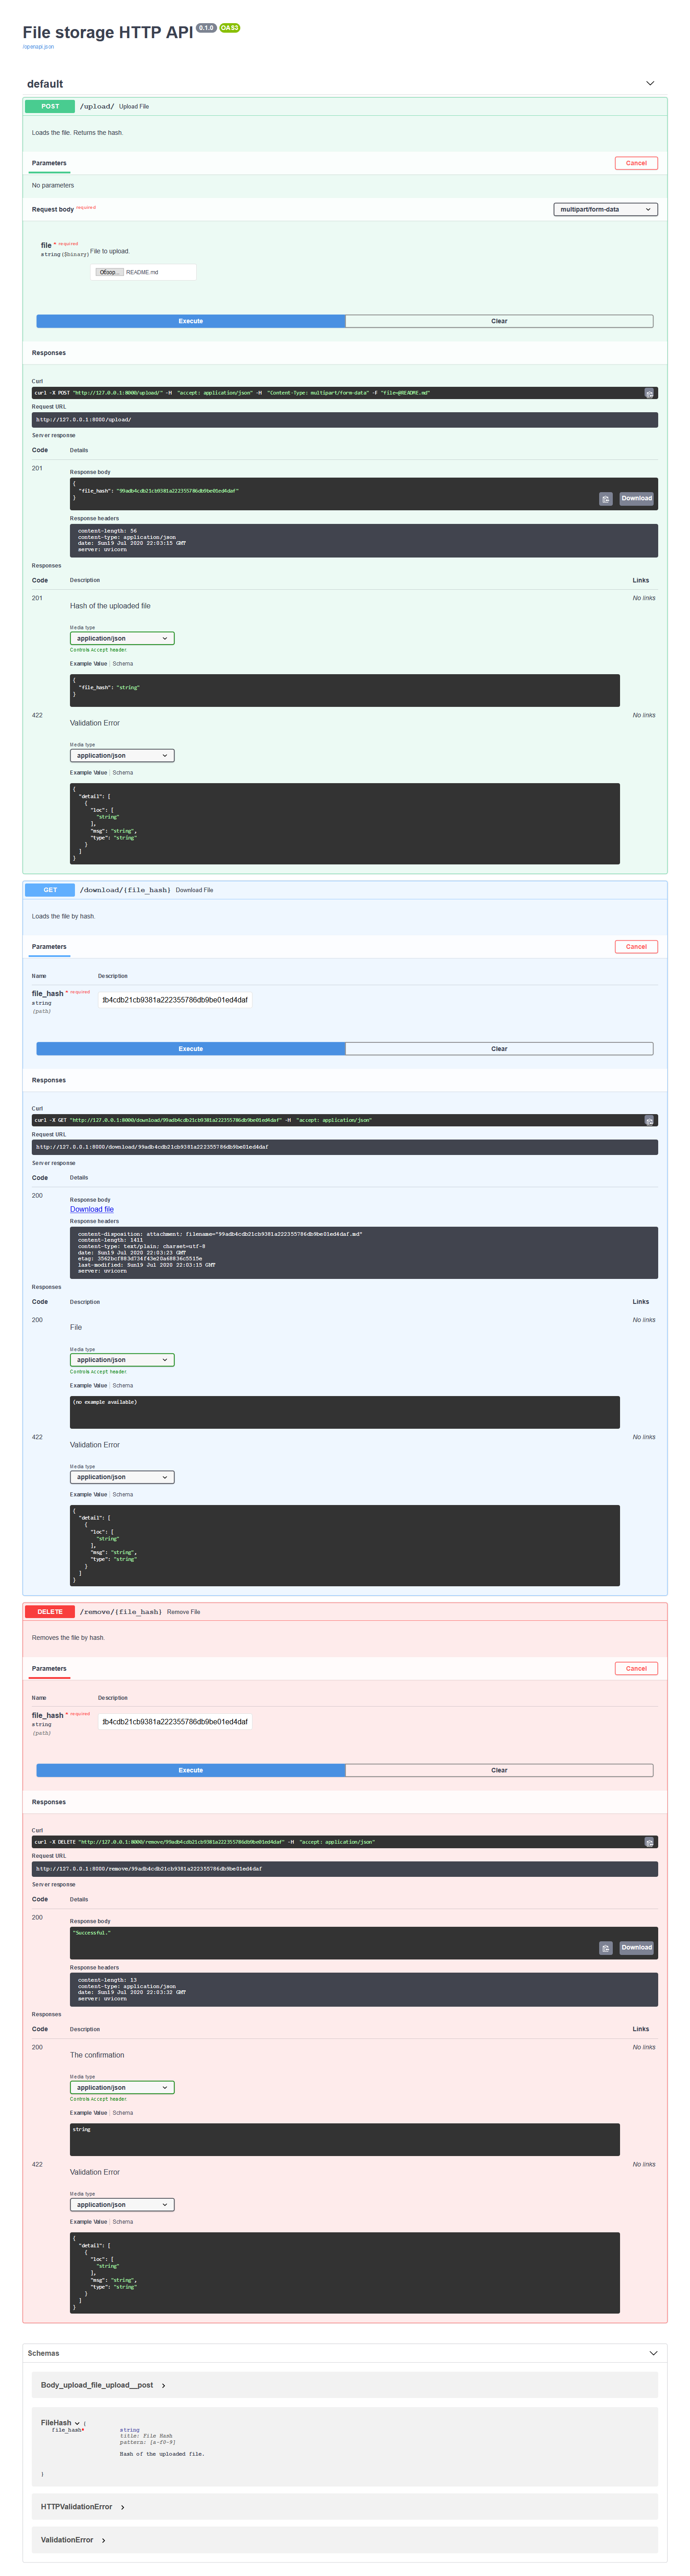 File storage HTTP API 0.1.0 OAS3
/openapi.json
default
POST /upload/ Upload File
Loads the file. Returns the hash.
Parameters Cancel
No parameters
Request body required multipart/form-data
file * required
string($binary) File to upload.
Обзор... README.md
Execute Clear
Responses
Curl
curl -X POST "http://127.0.0.1:8000/upload/" -H "accept: application/json" -H "Content-Type: multipart/form-data" -F "file=@README.md"
Request URL
http://127.0.0.1:8000/upload/
Server response
Code Details
201
Response body
{
"file_hash": "99adb4cdb21cb9381a222355786db9be01ed4daf"
}
Download
Response headers
content-length: 56
content-type: application/json
date: Sun19 Jul 2020 22:03:15 GMT
server: uvicorn
Responses
Code Description Links
201 No links
Hash of the uploaded file
Media type
application/json
Controls Accept header.
Example Value Schema
{
"file_hash": "string"
}
422 No links
Validation Error
Media type
application/json
Example Value Schema
{
"detail": [
{
"loc": [
"string"
],
"msg": "string",
"type": "string"
}
]
}
GET /download/{file_hash} Download File
Loads the file by hash.
Parameters Cancel
Name Description
file_hash * required
string
(path)
b4cdb21cb9381a222355786db9be01ed4daf
Execute Clear
Responses
Curl
curl -X GET "http://127.0.0.1:8000/download/99adb4cdb21cb9381a222355786db9be01ed4daf" -H "accept: application/json"
Request URL
http://127.0.0.1:8000/download/99adb4cdb21cb9381a222355786db9be01ed4daf
Server response
Code Details
200
Response body
Download file
Response headers
content-disposition: attachment; filename="99adb4cdb21cb9381a222355786db9be01ed4daf.md"
content-length: 1411
content-type: text/plain; charset=utf-8
date: Sun19 Jul 2020 22:03:23 GMT
etag:
last-modified: Sun19 Jul 2020 22:03:15 GMT
server: uvicorn
Responses
Code Description Links
200 No links
File
Media type
application/json
Controls Accept header.
Example Value Schema
(no example available)
422 No links
Validation Error
Media type
application/json
Example Value Schema
{
"detail": [
{
"loc": [
"string"
],
"msg": "string",
"type": "string"
}
]
}
DELETE /remove/{file_hash} Remove File
Removes the file by hash.
Parameters Cancel
Name Description
file_hash * required
string
(path)
b4cdb21cb9381a222355786db9be01ed4daf
Execute Clear
Responses
Curl
curl -X DELETE "http://127.0.0.1:8000/remove/99adb4cdb21cb9381a222355786db9be01ed4daf" -H "accept: application/json"
Request URL
http://127.0.0.1:8000/remove/99adb4cdb21cb9381a222355786db9be01ed4daf
Server response
Code Details
200
Response body
"Successful."
Download
Response headers
content-length: 13
content-type: application/json
date: Sun19 Jul 2020 22:03:32 GMT
server: uvicorn
Responses
Code Description Links
200 No links
The confirmation
Media type
application/json
Controls Accept header.
Example Value Schema
string
422 No links
Validation Error
Media type
application/json
Example Value Schema
{
"detail": [
{
"loc": [
"string"
],
"msg": "string",
"type": "string"
}
]
}
Schemas
Body_upload_file_upload__post
FileHash {
file_hash* string
title: File Hash
pattern: [a-f0-9]
Hash of the uploaded file.
}
HTTPValidationError
ValidationError